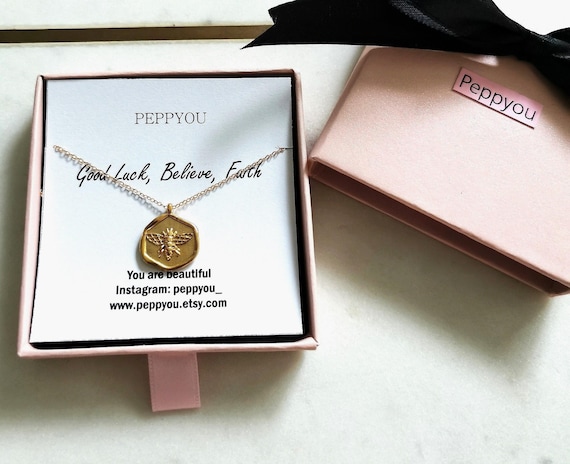 PEPPYOU
Good Luck, Believe, Faith
You are beautiful
Instagram: peppyou_
www.peppyou.etsy.com
Peppyou